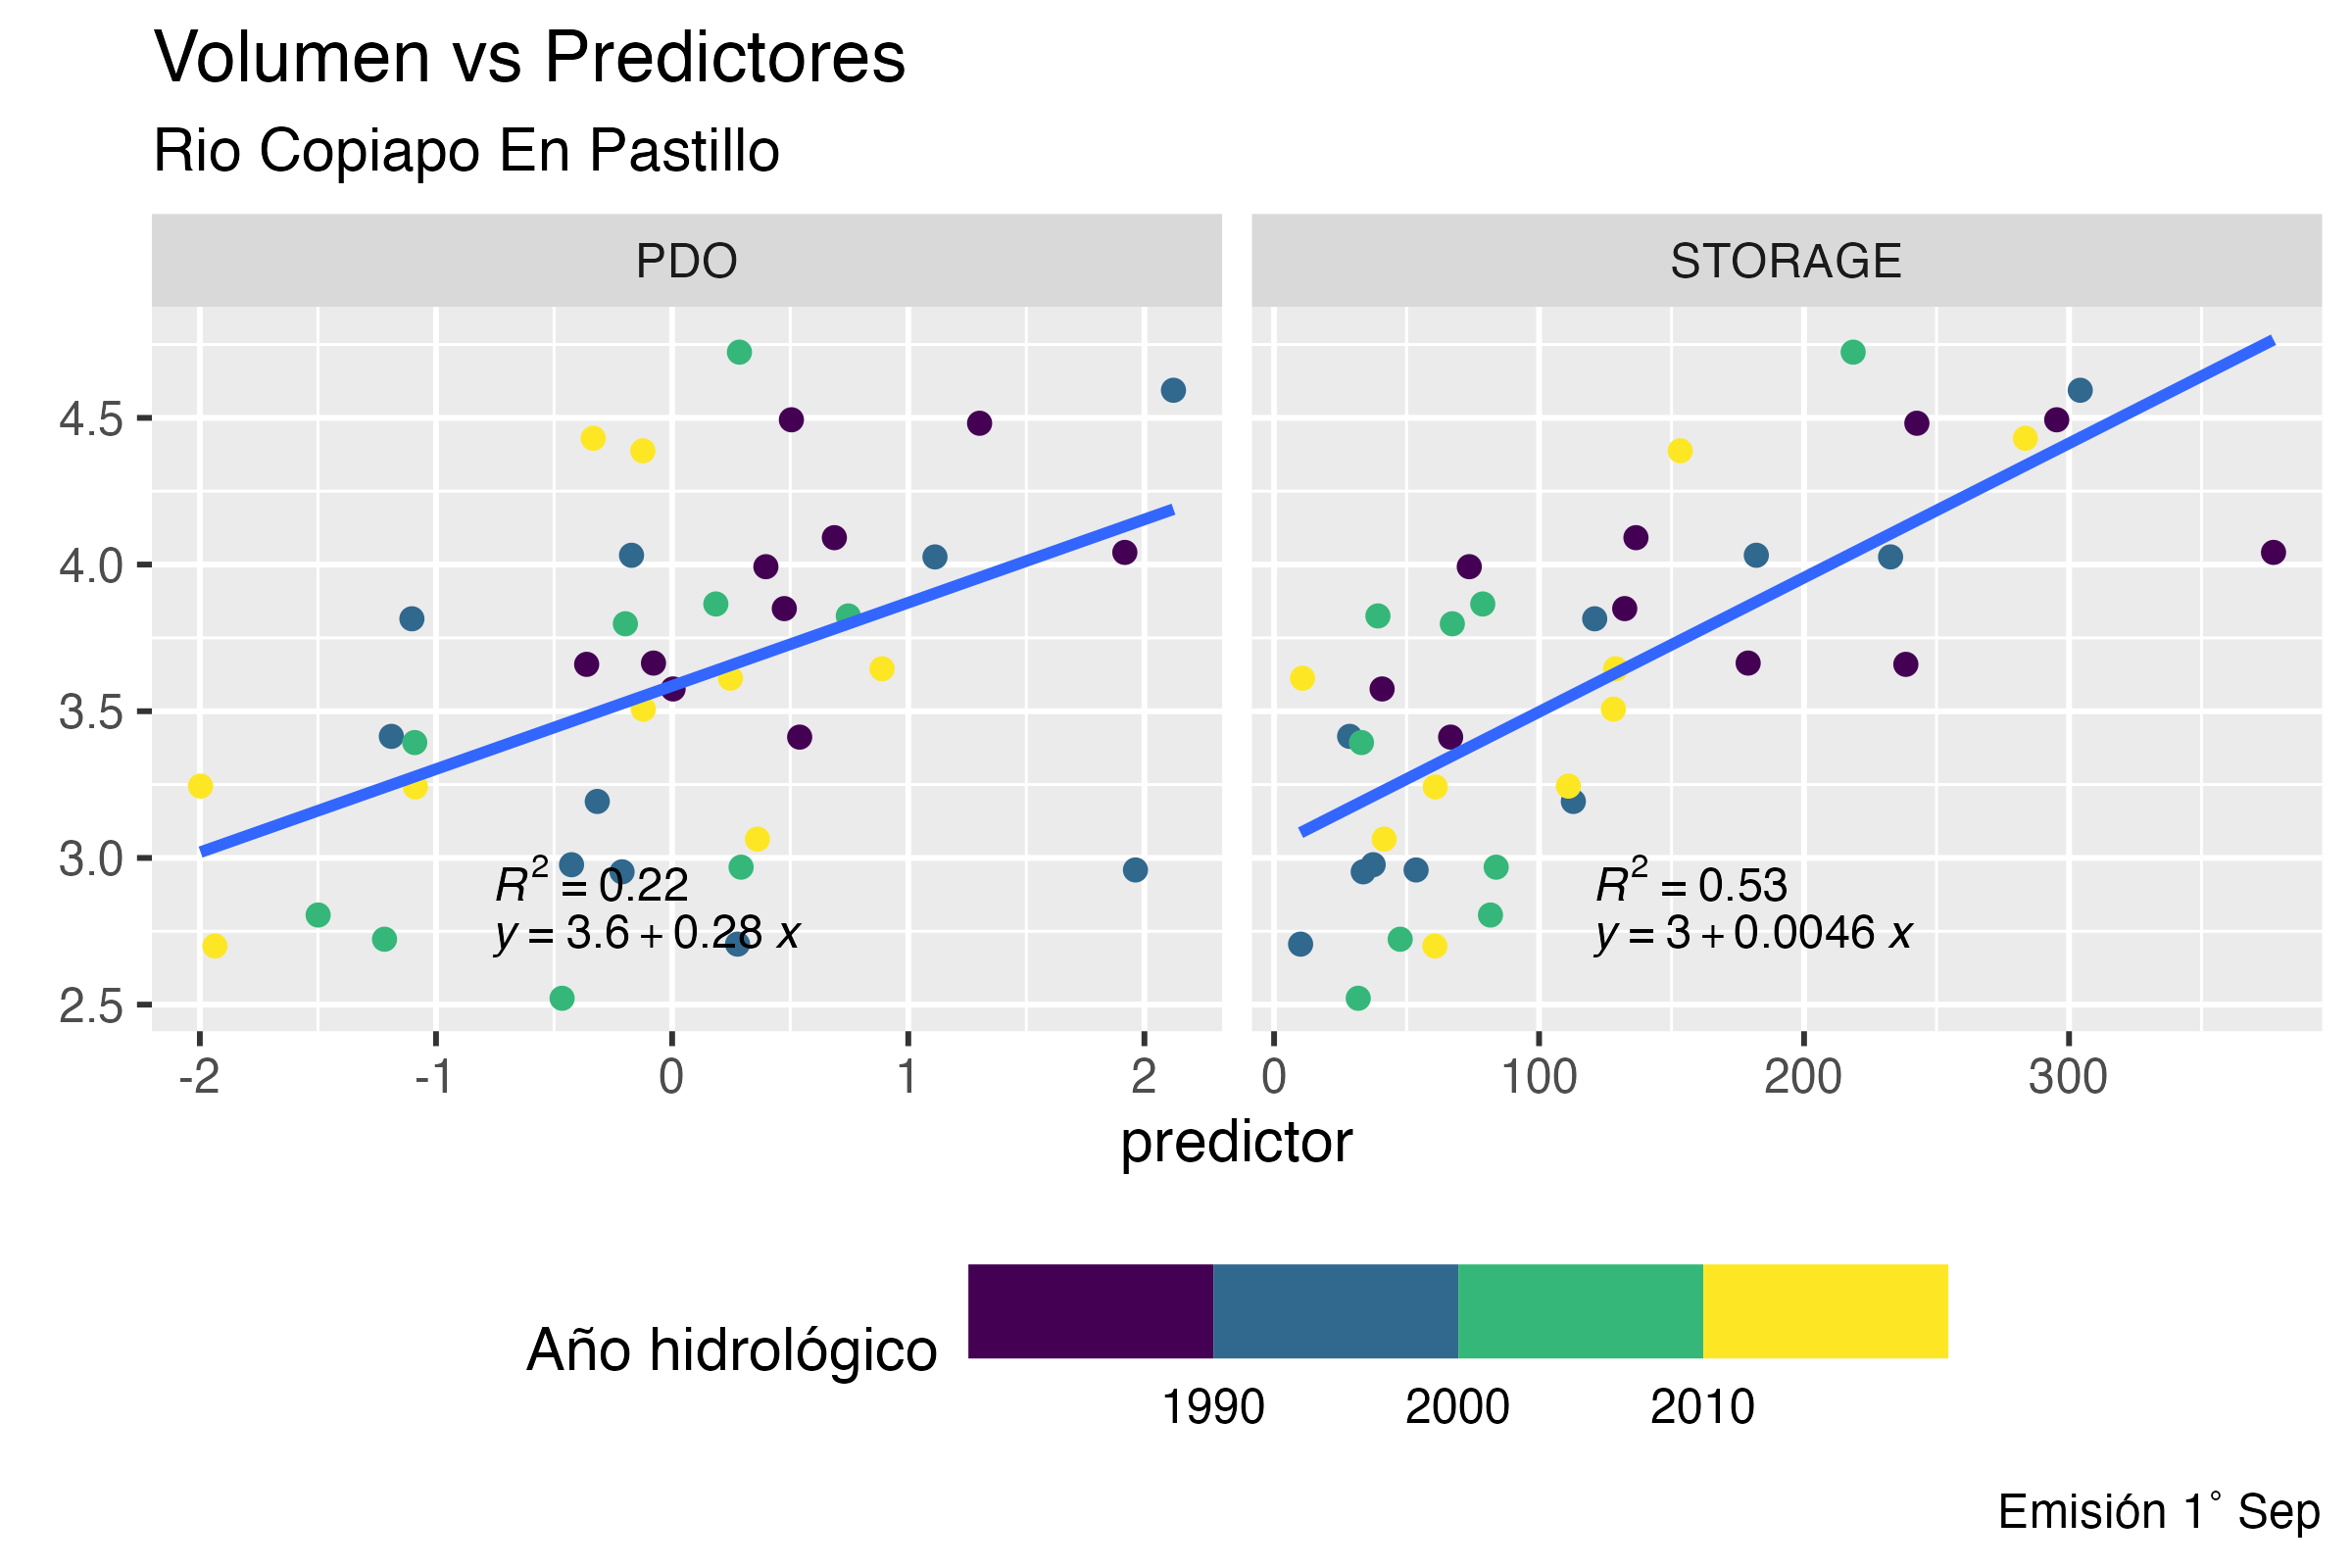 Volumen vs Predictores
Rio Copiapo En Pastillo
PDO
STORAGE
4.5
4.0
3.5
3.0
2.5
R² = 0.22
y = 3.6 + 0.28 x
R² = 0.53
y = 3 + 0.0046 x
-2 -1 0 1 2
0 100 200 300
predictor
Año hidrológico
1990 2000 2010
Emisión 1° Sep